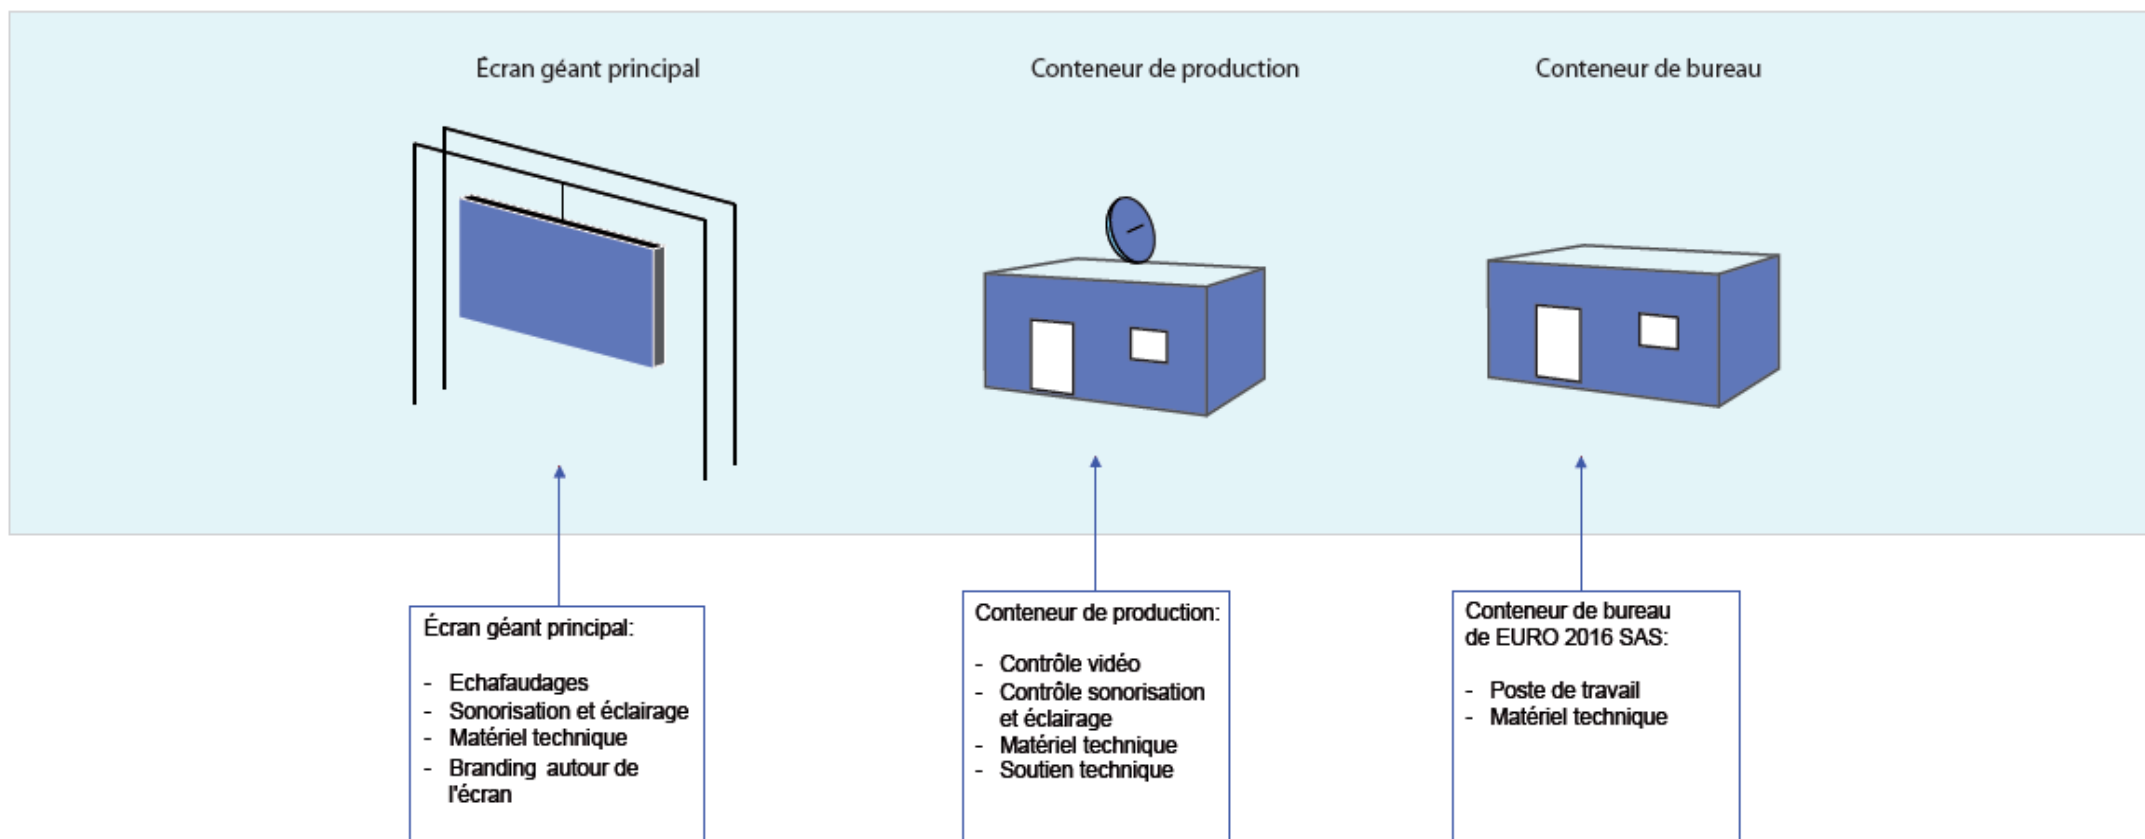 Écran géant principal
Conteneur de production
Conteneur de bureau
Écran géant principal:
- Echafaudages
- Sonorisation et éclairage
- Matériel technique
- Branding autour de
l'écran
Conteneur de production:
- Contrôle vidéo
- Contrôle sonorisation
et éclairage
- Matériel technique
- Soutien technique
Conteneur de bureau
de EURO 2016 SAS:
- Poste de travail
- Matériel technique